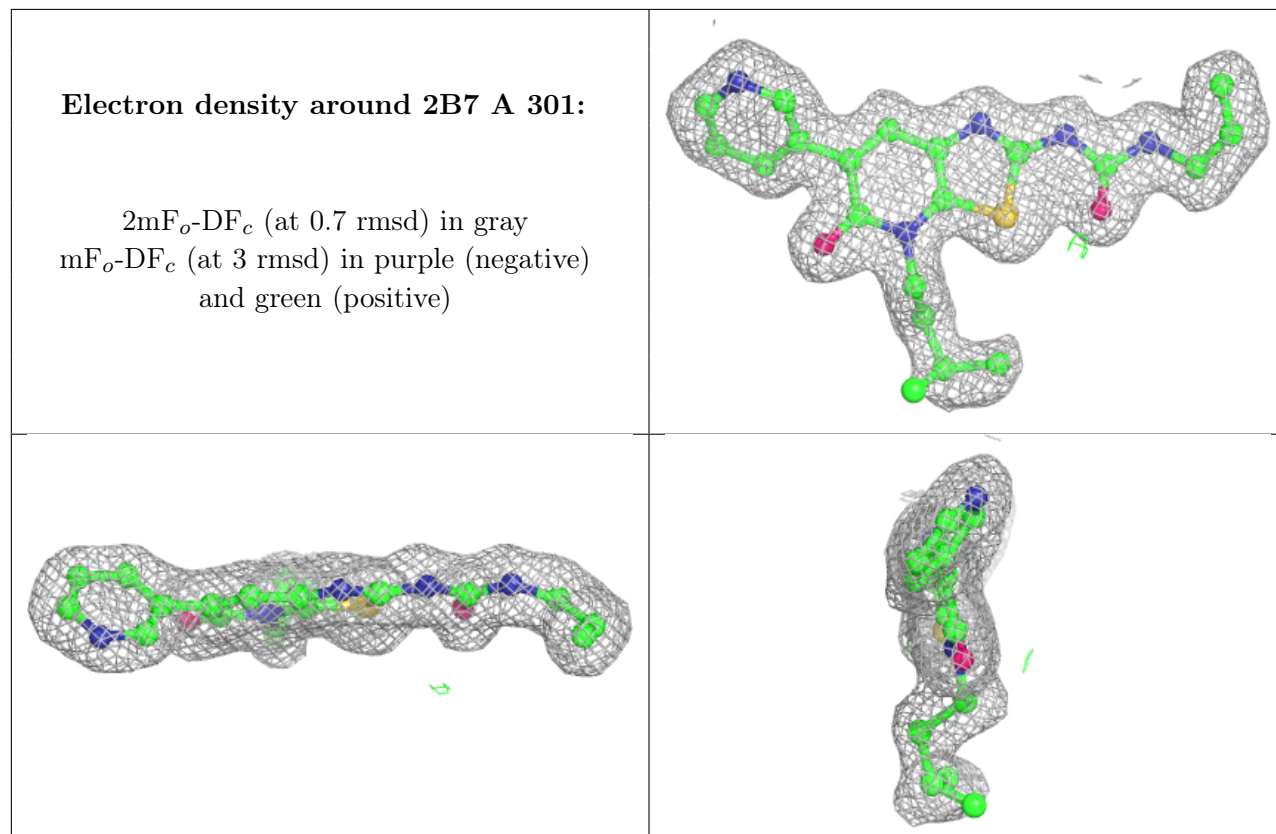 Electron density around 2B7 A 301:
2mFo-DFc (at 0.7 rmsd) in gray
mFo-DFc (at 3 rmsd) in purple (negative)
and green (positive)